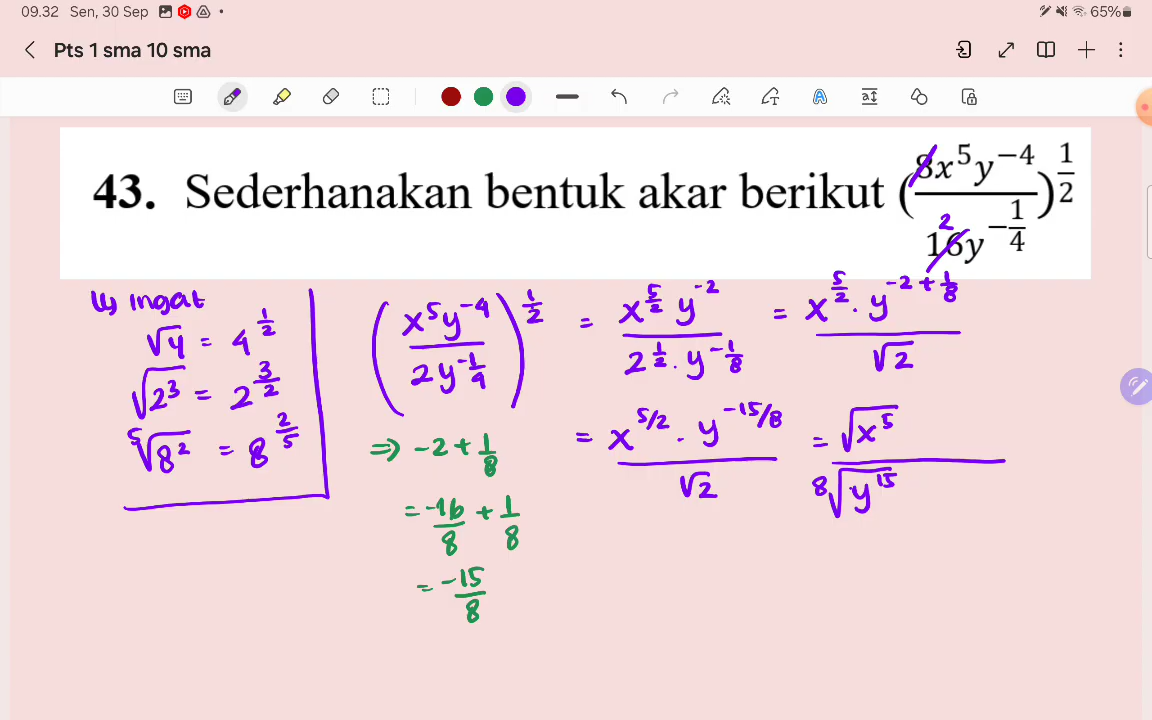 09.32 Sen, 30 Sep
65%
Pts 1 sma 10 sma
43. Sederhanakan bentuk akar berikut (8x^5y^-4 / 16y^-1/4)^1/2
2
(1) Ingat
√4 = 4^1/2
√2^3 = 2^3/2
5√8^2 = 8^2/5
(x^5y^-4 / 2y^-1/4)^1/2 = x^5/2 y^-2 / 2^1/2 . y^-1/8 = x^5/2 . y^-2+1/8 / √2
= x^5/2 . y^-15/8 / √2 = √x^5 / 8√y^15
=> -2 + 1/8
= -16/8 + 1/8
= -15/8